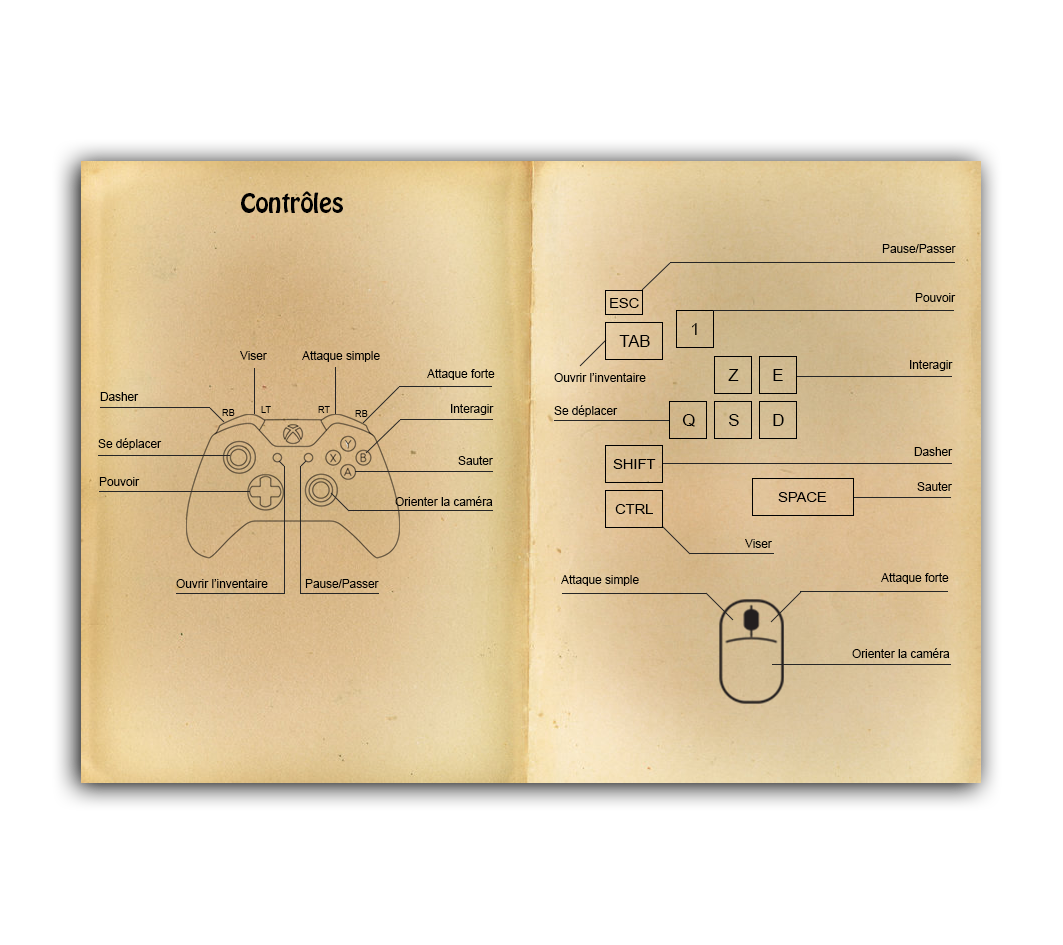 Contrôles
Viser
Attaque simple
Attaque forte
Dasher
RB
LT
RT
RB
Interagir
Se déplacer
Y
X
B
A
Sauter
Pouvoir
Orienter la caméra
Ouvrir l'inventaire
Pause/Passer
Pause/Passer
ESC
Pouvoir
1
TAB
Ouvrir l'inventaire
Z
E
Interagir
Se déplacer
Q
S
D
SHIFT
Dasher
SPACE
Sauter
CTRL
Viser
Attaque simple
Attaque forte
Orienter la caméra